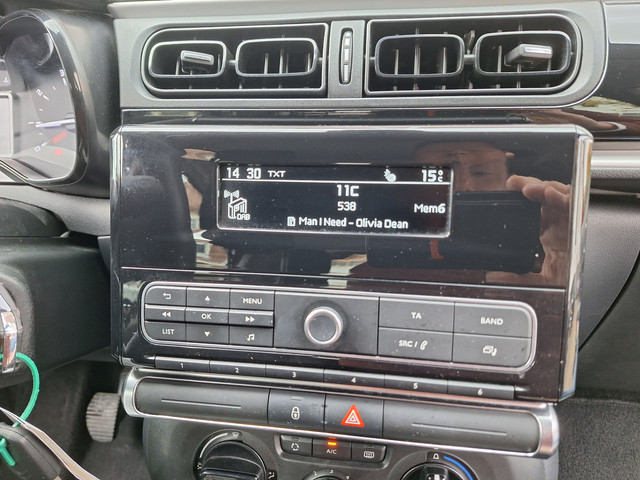 14 30 TXT 15°
11C
538
Mem6
DAB
Man I Need - Olivia Dean
MENU
TA
BAND
OK
LIST
SRC/
1 2 3 4 5 6
A/C